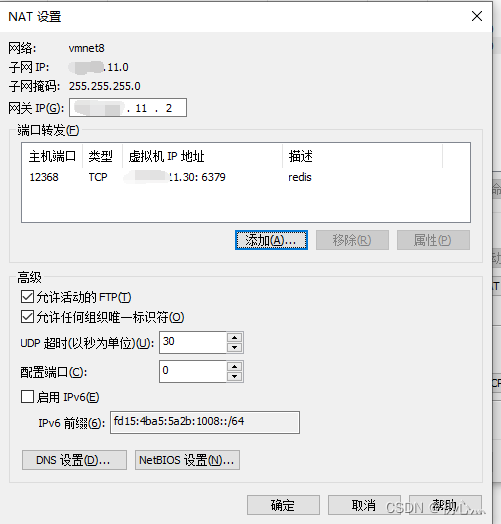 NAT 设置
网络: vmnet8
子网 IP: .11.0
子网掩码: 255.255.255.0
网关 IP(G): . 11 . 2
端口转发(F)
主机端口 类型 虚拟机 IP 地址 描述
12368 TCP .11.30: 6379 redis
添加(A)... 移除(R) 属性(P)
高级
允许活动的 FTP(T)
允许任何组织唯一标识符(O)
UDP 超时(以秒为单位)(U): 30
配置端口(C): 0
启用 IPv6(E)
IPv6 前缀(6): fd15:4ba5:5a2b:1008::/64
DNS 设置(D)... NetBIOS 设置(N)...
确定 取消 帮助
CSDN